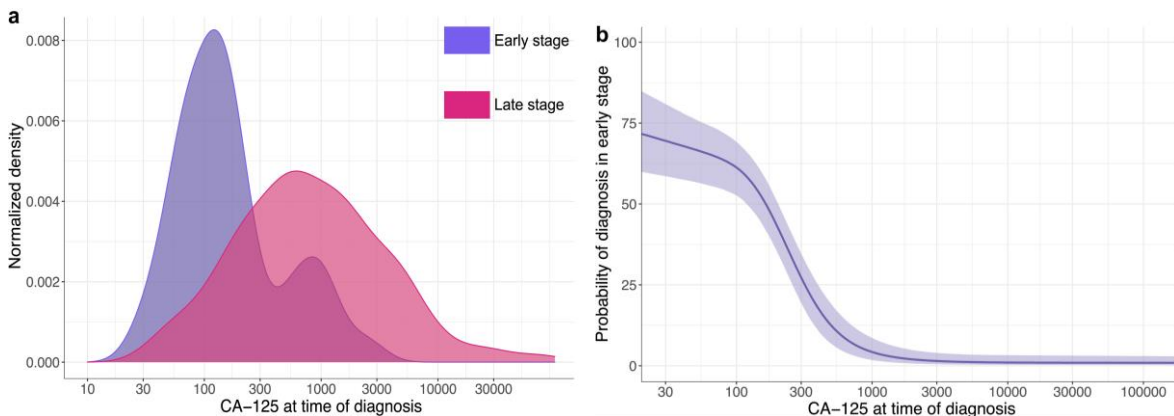 a
Normalized density
0.008
0.006
0.004
0.002
0.000
Early stage
Late stage
10 30 100 300 1000 3000 10000 30000
CA-125 at time of diagnosis
b
Probability of diagnosis in early stage
100
75
50
25
0
30 100 300 1000 3000 10000 30000 100000
CA-125 at time of diagnosis